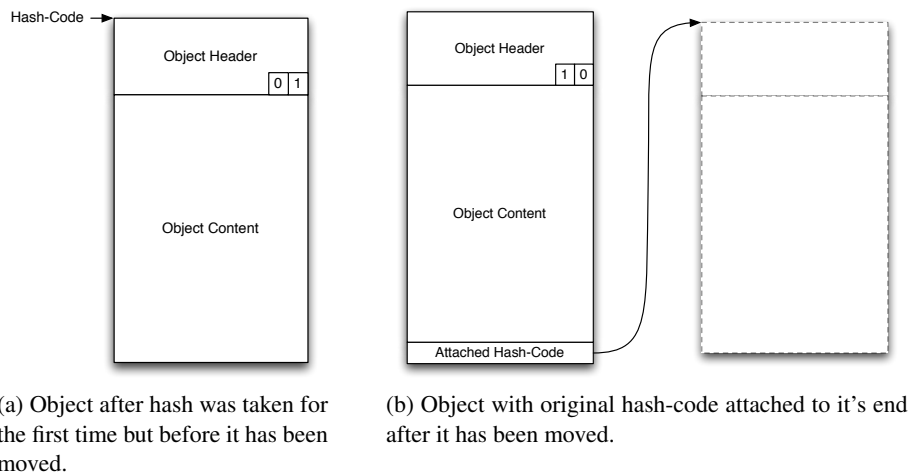 Hash-Code
Object Header
0 1
Object Content
Object Header
1 0
Object Content
Attached Hash-Code
(a) Object after hash was taken for
the first time but before it has been
moved.
(b) Object with original hash-code attached to it's end
after it has been moved.